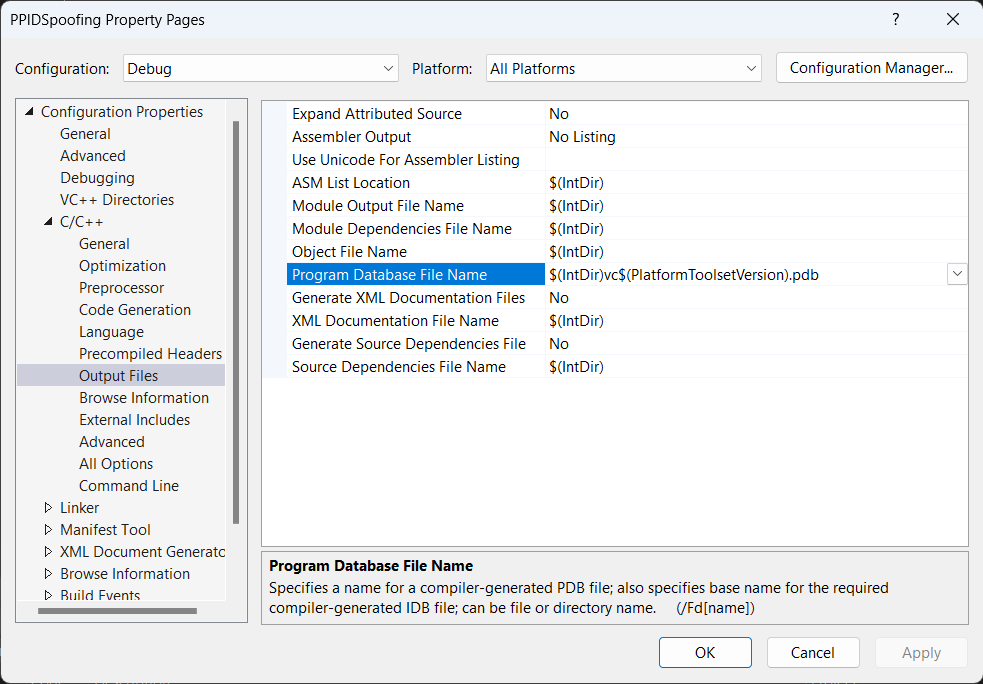 PPIDSpoofing Property Pages
?
Configuration:
Debug
Platform:
All Platforms
Configuration Manager...
Configuration Properties
General
Advanced
Debugging
VC++ Directories
C/C++
General
Optimization
Preprocessor
Code Generation
Language
Precompiled Headers
Output Files
Browse Information
External Includes
Advanced
All Options
Command Line
Linker
Manifest Tool
XML Document Generato
Browse Information
Build Events
Expand Attributed Source No
Assembler Output No Listing
Use Unicode For Assembler Listing
ASM List Location $(IntDir)
Module Output File Name $(IntDir)
Module Dependencies File Name $(IntDir)
Object File Name $(IntDir)
Program Database File Name $(IntDir)vc$(PlatformToolsetVersion).pdb
Generate XML Documentation Files No
XML Documentation File Name $(IntDir)
Generate Source Dependencies File No
Source Dependencies File Name $(IntDir)
Program Database File Name
Specifies a name for a compiler-generated PDB file; also specifies base name for the required
compiler-generated IDB file; can be file or directory name. (/Fd[name])
OK
Cancel
Apply